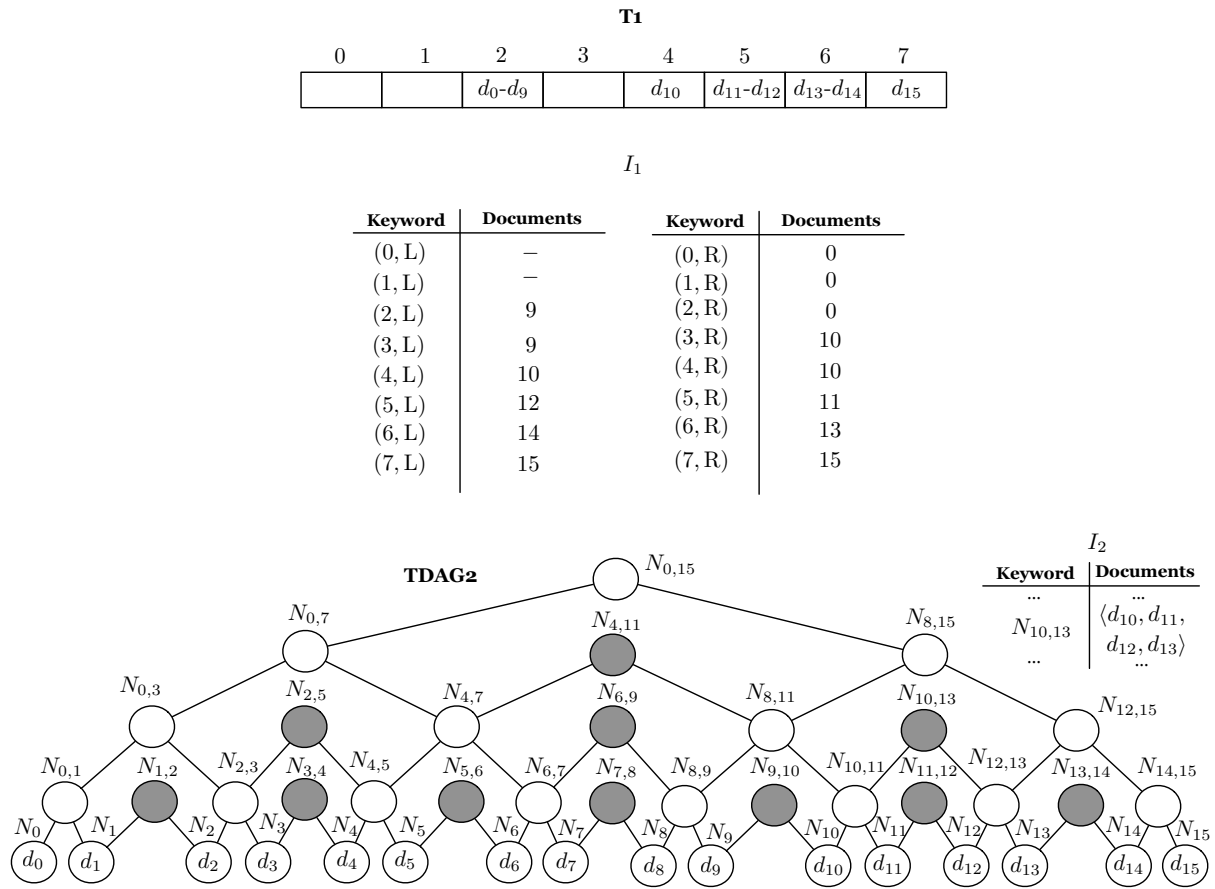 T1
0 1 2 3 4 5 6 7
d0-d9 d10 d11-d12 d13-d14 d15
I1
Keyword Documents Keyword Documents
(0, L) – (0, R) 0
(1, L) – (1, R) 0
(2, L) 9 (2, R) 0
(3, L) 9 (3, R) 10
(4, L) 10 (4, R) 10
(5, L) 12 (5, R) 11
(6, L) 14 (6, R) 13
(7, L) 15 (7, R) 15
I2
Keyword Documents
... ...
N10,13 ⟨d10, d11,
d12, d13⟩
... ...
TDAG2 N0,15
N0,7 N4,11 N8,15
N0,3 N2,5 N4,7 N6,9 N8,11 N10,13 N12,15
N0,1 N1,2 N2,3 N3,4 N4,5 N5,6 N6,7 N7,8 N8,9 N9,10 N10,11 N11,12 N12,13 N13,14 N14,15
N0 N1 N2 N3 N4 N5 N6 N7 N8 N9 N10 N11 N12 N13 N14 N15
d0 d1 d2 d3 d4 d5 d6 d7 d8 d9 d10 d11 d12 d13 d14 d15